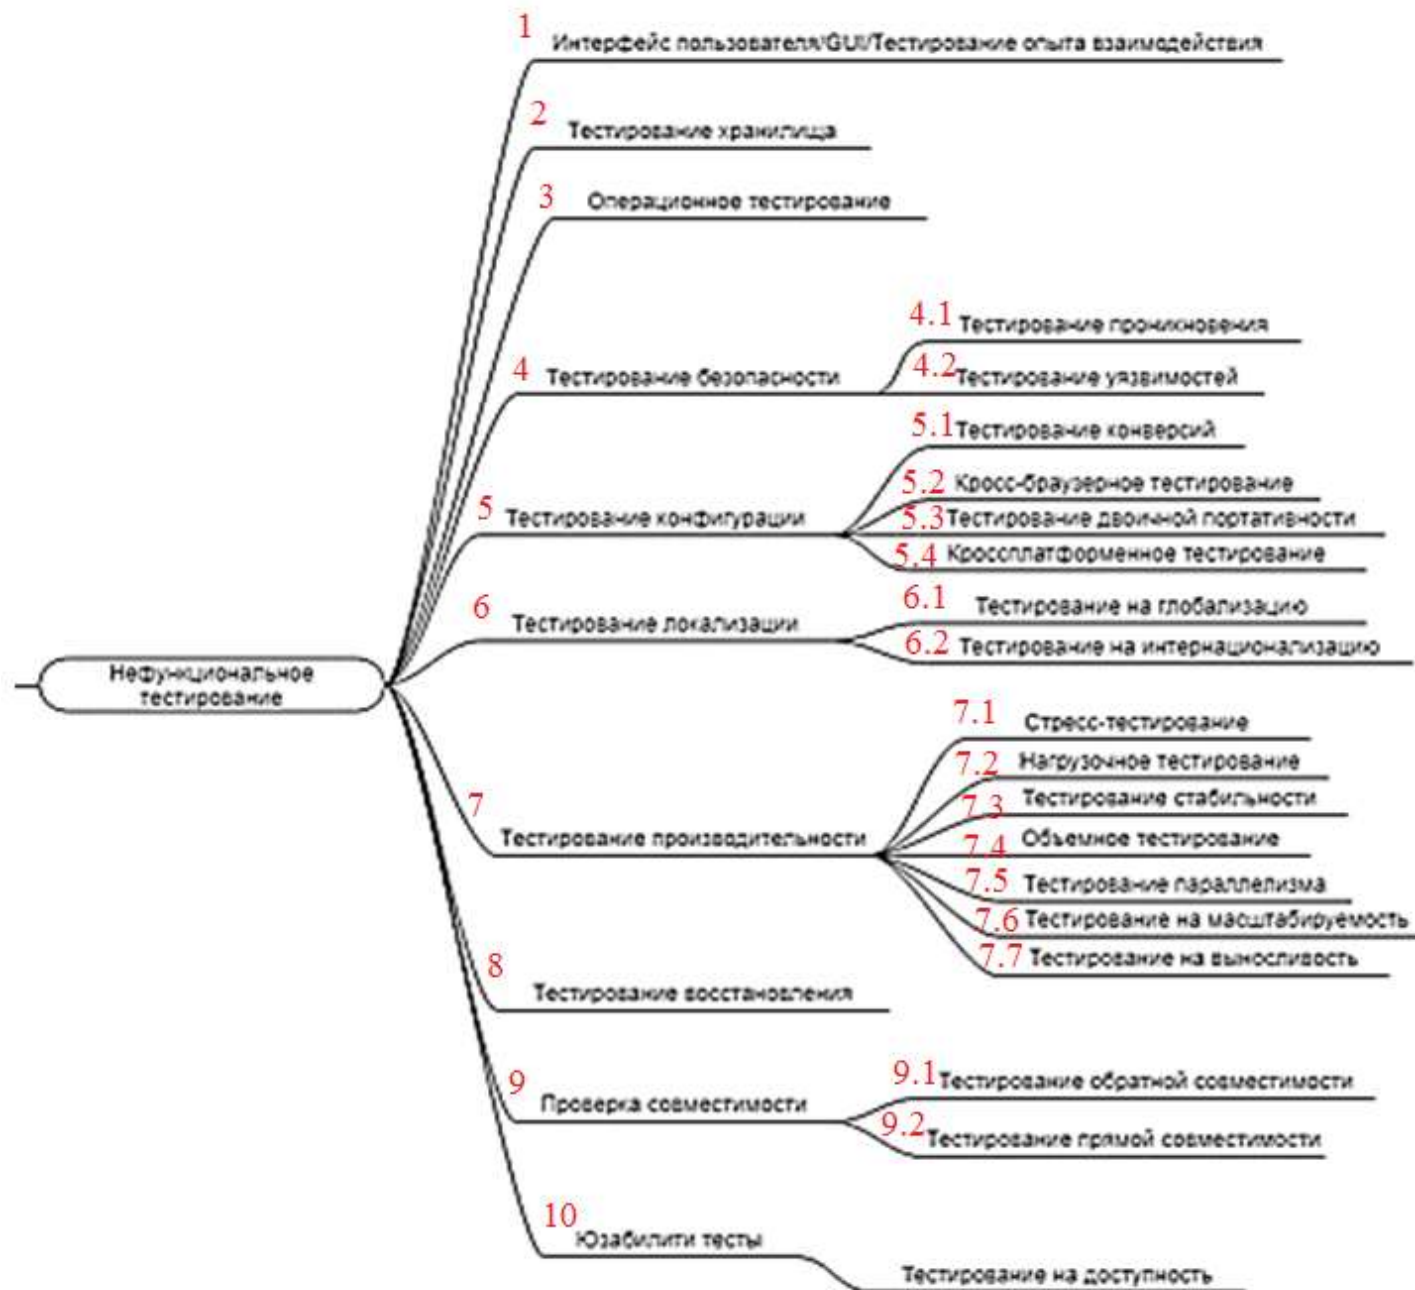 1
Интерфейс пользователя/GUI/Тестирование опыта взаимодействия
2
Тестирование хранилища
3
Операционное тестирование
4
Тестирование безопасности
4.1
Тестирование проникновения
4.2
Тестирование уязвимостей
5
Тестирование конфигурации
5.1
Тестирование конверсий
5.2
Кросс-браузерное тестирование
5.3
Тестирование двоичной портативности
5.4
Кроссплатформенное тестирование
6
Тестирование локализации
6.1
Тестирование на глобализацию
6.2
Тестирование на интернационализацию
Нефункциональное
тестирование
7
Тестирование производительности
7.1
Стресс-тестирование
7.2
Нагрузочное тестирование
7.3
Тестирование стабильности
7.4
Объемное тестирование
7.5
Тестирование параллелизма
7.6
Тестирование на масштабируемость
7.7
Тестирование на выносливость
8
Тестирование восстановления
9
Проверка совместимости
9.1
Тестирование обратной совместимости
9.2
Тестирование прямой совместимости
10
Юзабилити тесты
Тестирование на доступность